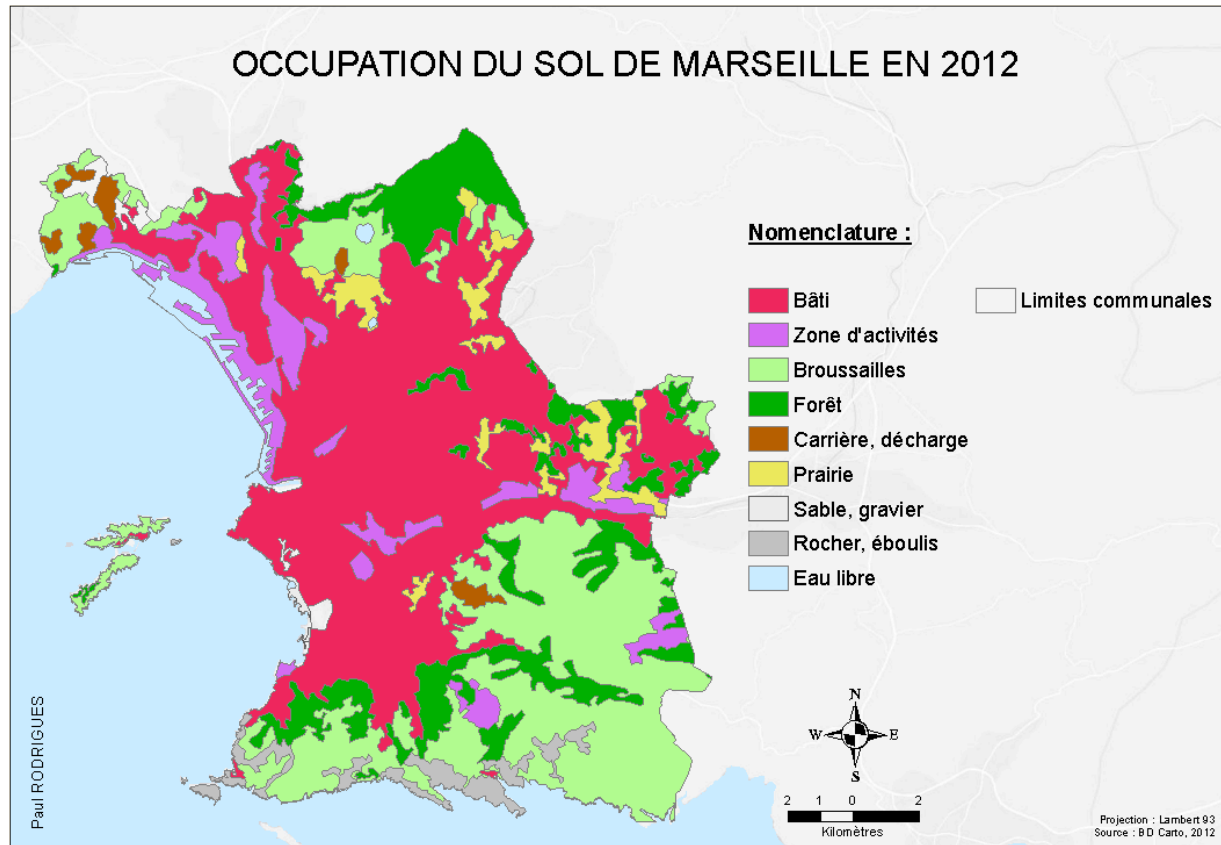 OCCUPATION DU SOL DE MARSEILLE EN 2012
Nomenclature :
Bâti
Zone d'activités
Broussailles
Forêt
Carrière, décharge
Prairie
Sable, gravier
Rocher, éboulis
Eau libre
Limites communales
N
W E
S
2 1 0 2
Kilomètres
Projection : Lambert 93
Source : BD Carto, 2012
Paul RODRIGUES